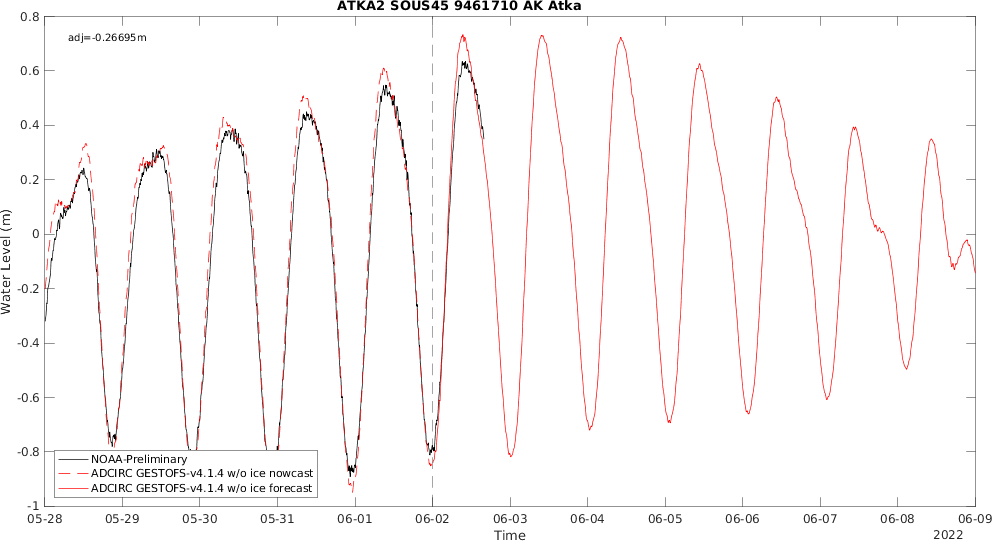 ATKA2 SOUS45 9461710 AK Atka
adj=-0.26695m
0.8
0.6
0.4
0.2
0
-0.2
-0.4
-0.6
-0.8
-1
Water Level (m)
NOAA-Preliminary
ADCIRC GESTOFS-v4.1.4 w/o ice nowcast
ADCIRC GESTOFS-v4.1.4 w/o ice forecast
05-28 05-29 05-30 05-31 06-01 06-02 06-03 06-04 06-05 06-06 06-07 06-08 06-09
Time
2022